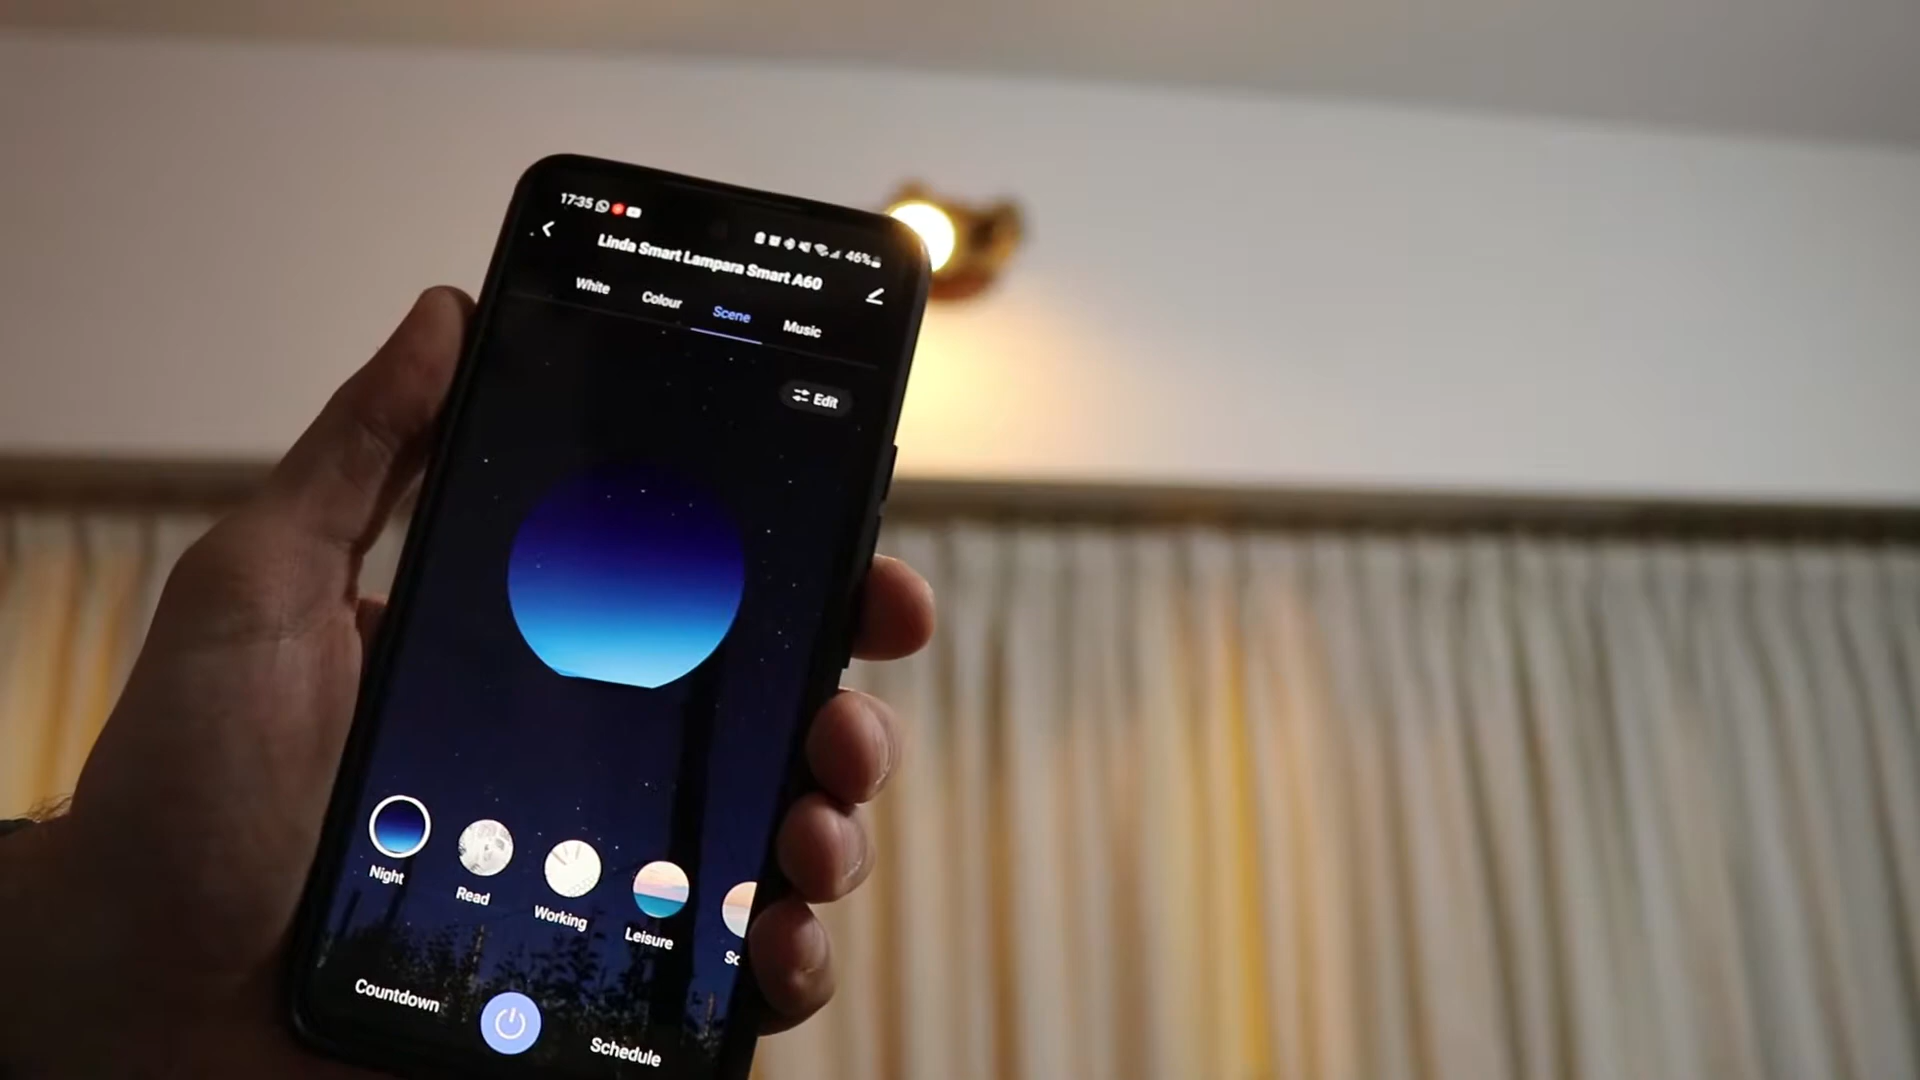 17:35
46%
Linda Smart Lampara Smart A60
White
Colour
Scene
Music
Edit
Night
Read
Working
Leisure
Countdown
Schedule